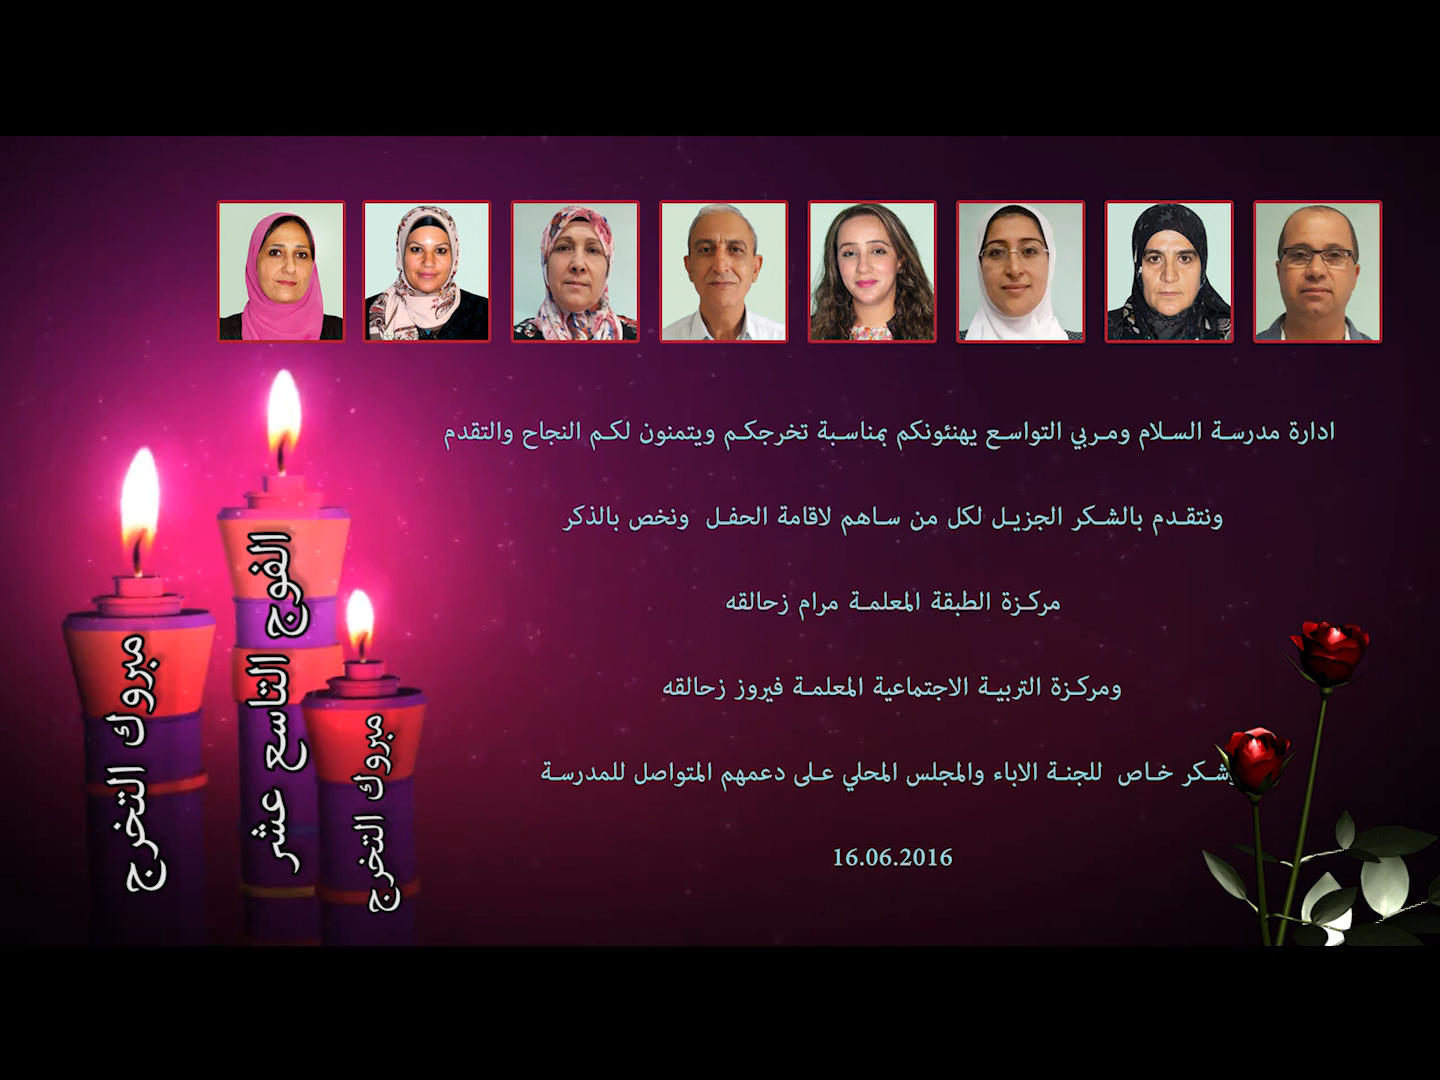 ادارة مدرسة السلام ومربي التواسع يهنئونكم بمناسبة تخرجكم ويتمنون لكم النجاح والتقدم
ونتقدم بالشكر الجزيل لكل من ساهم لاقامة الحفل ونخص بالذكر
مركزة الطبقة المعلمة مرام زحالقه
ومركزة التربية الاجتماعية المعلمة فيروز زحالقه
وشكر خاص للجنة الاباء والمجلس المحلي على دعمهم المتواصل للمدرسة
16.06.2016
مبروك التخرج
الفوج التاسع عشر
مبروك التخرج